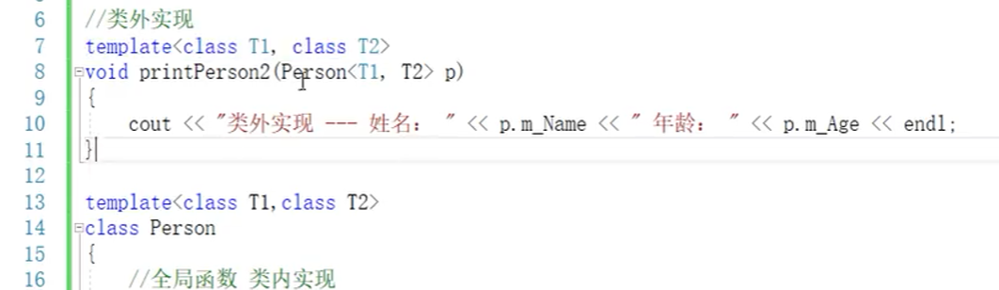 6 //类外实现
7 template<class T1, class T2>
8 void printPerson2(Person<T1, T2> p)
9 {
10 cout << "类外实现 --- 姓名： " << p.m_Name << " 年龄： " << p.m_Age << endl;
11 }
12
13 template<class T1,class T2>
14 class Person
15 {
16 //全局函数 类内实现